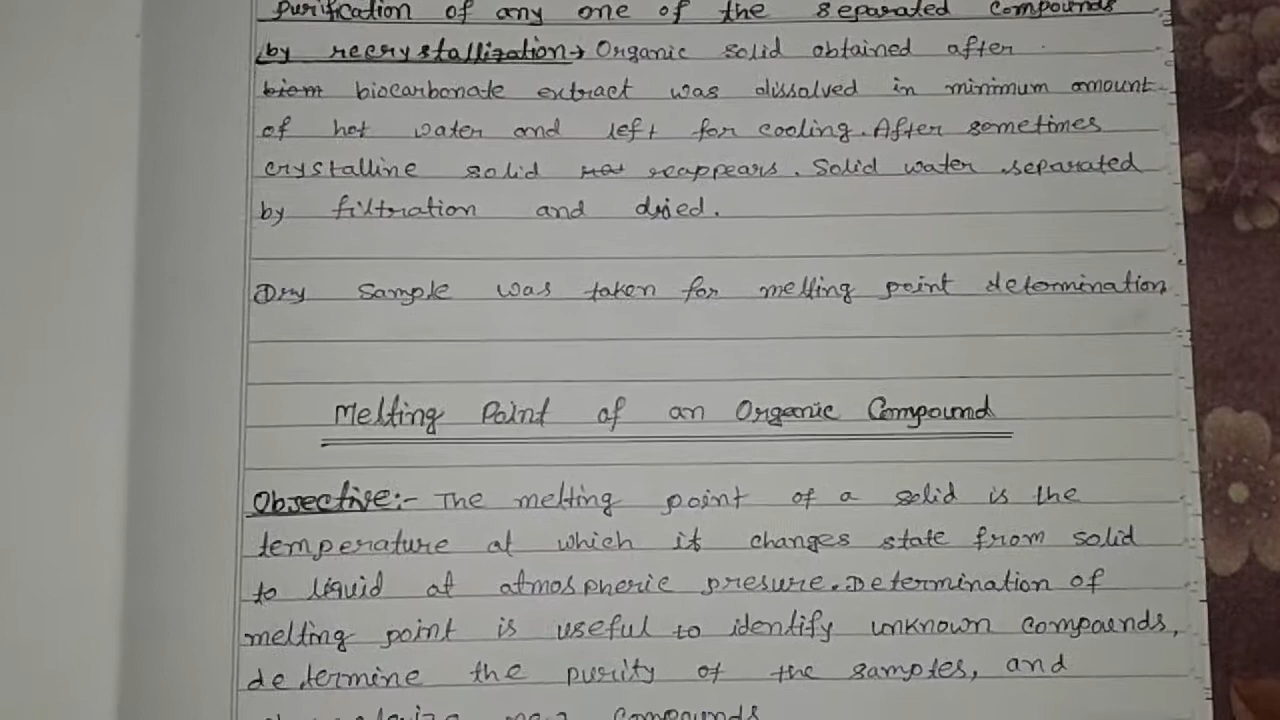 Purification of any one of the separated compounds
by recrystallization→ Organic solid obtained after
biom biocarbonate extract was dissolved in minimum amount
of hot water and left for cooling. After sometimes
crystalline solid reappears. Solid water separated
by filtration and dried.
Dry sample was taken for melting point determination
Melting Point of an Organic Compound
Objective:- The melting point of a solid is the
temperature at which it changes state from solid
to liquid at atmospheric presure. Determination of
melting point is useful to identify unknown compounds,
determine the purity of the samples, and
compounds